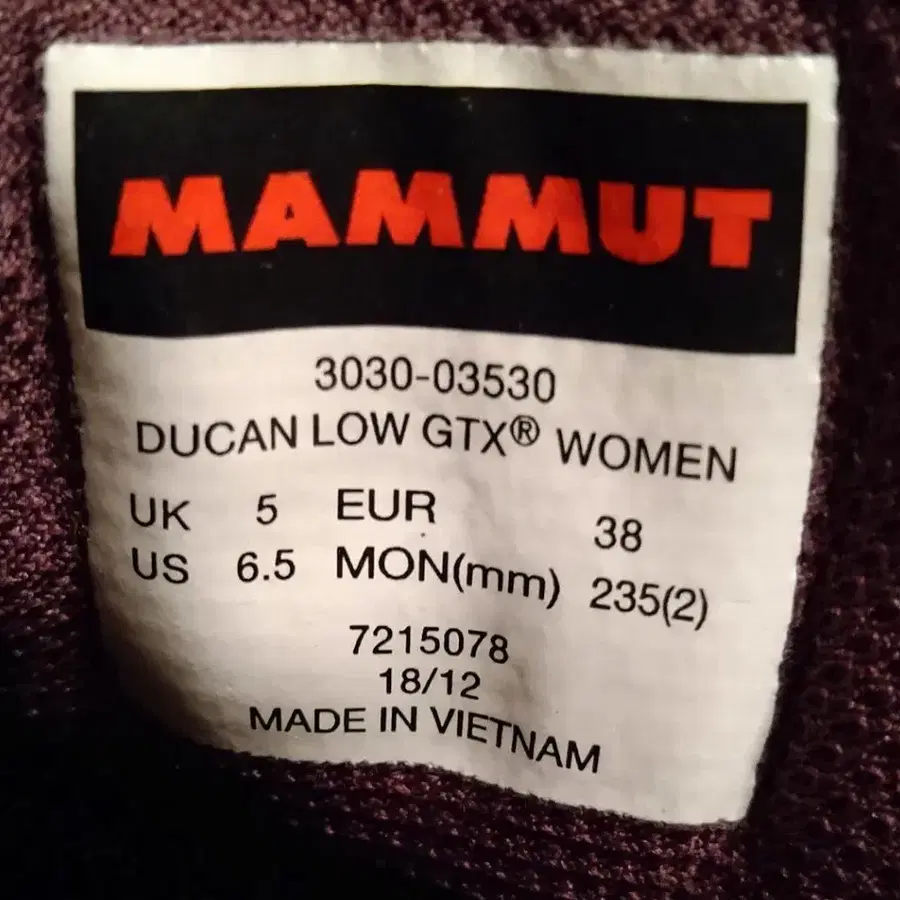 MAMMUT
3030-03530
DUCAN LOW GTX® WOMEN
UK 5 EUR 38
US 6.5 MON(mm) 235(2)
7215078
18/12
MADE IN VIETNAM